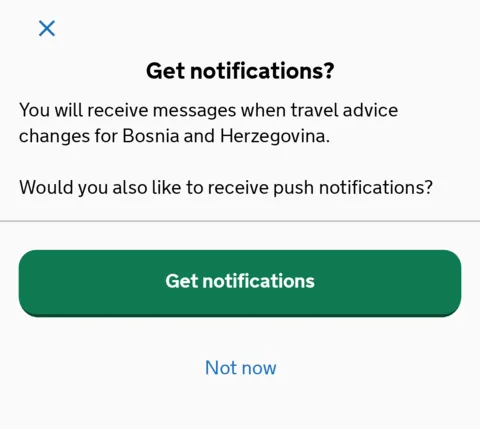 Get notifications?
You will receive messages when travel advice
changes for Bosnia and Herzegovina.
Would you also like to receive push notifications?
Get notifications
Not now